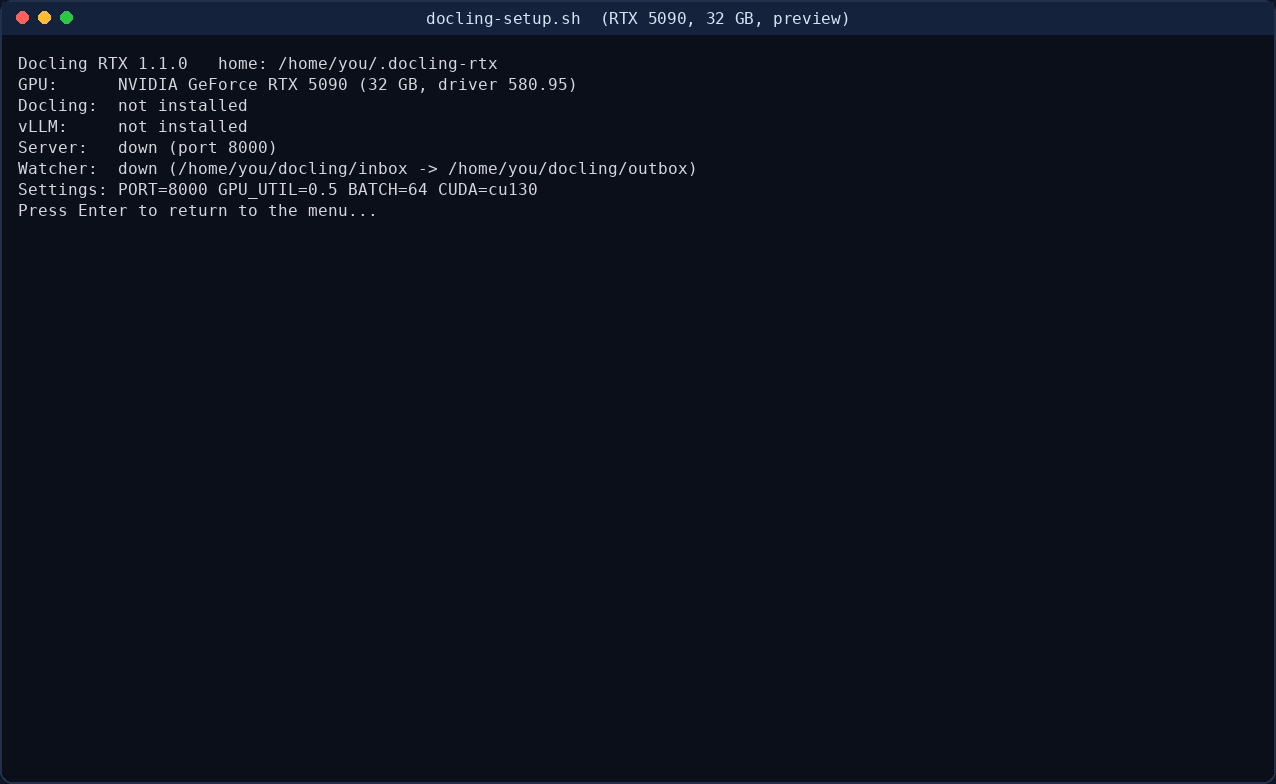 docling-setup.sh  (RTX 5090, 32 GB, preview)
Docling RTX 1.1.0   home: /home/you/.docling-rtx
GPU:      NVIDIA GeForce RTX 5090 (32 GB, driver 580.95)
Docling:  not installed
vLLM:     not installed
Server:   down (port 8000)
Watcher:  down (/home/you/docling/inbox -> /home/you/docling/outbox)
Settings: PORT=8000 GPU_UTIL=0.5 BATCH=64 CUDA=cu130
Press Enter to return to the menu...